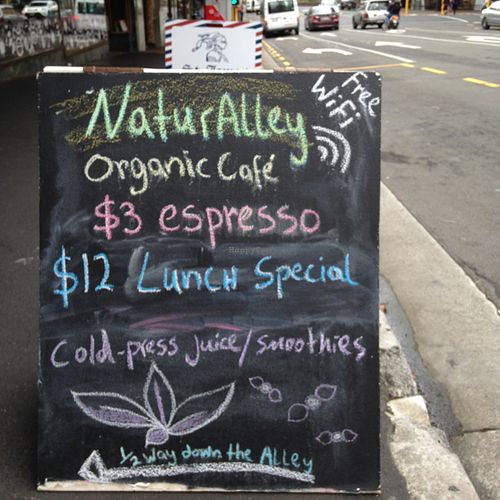 NaturAlley
Free
WiFi
Organic Café
$3 espresso
$12 Lunch Special
Cold-press juice/smoothies
1/2 way down the Alley